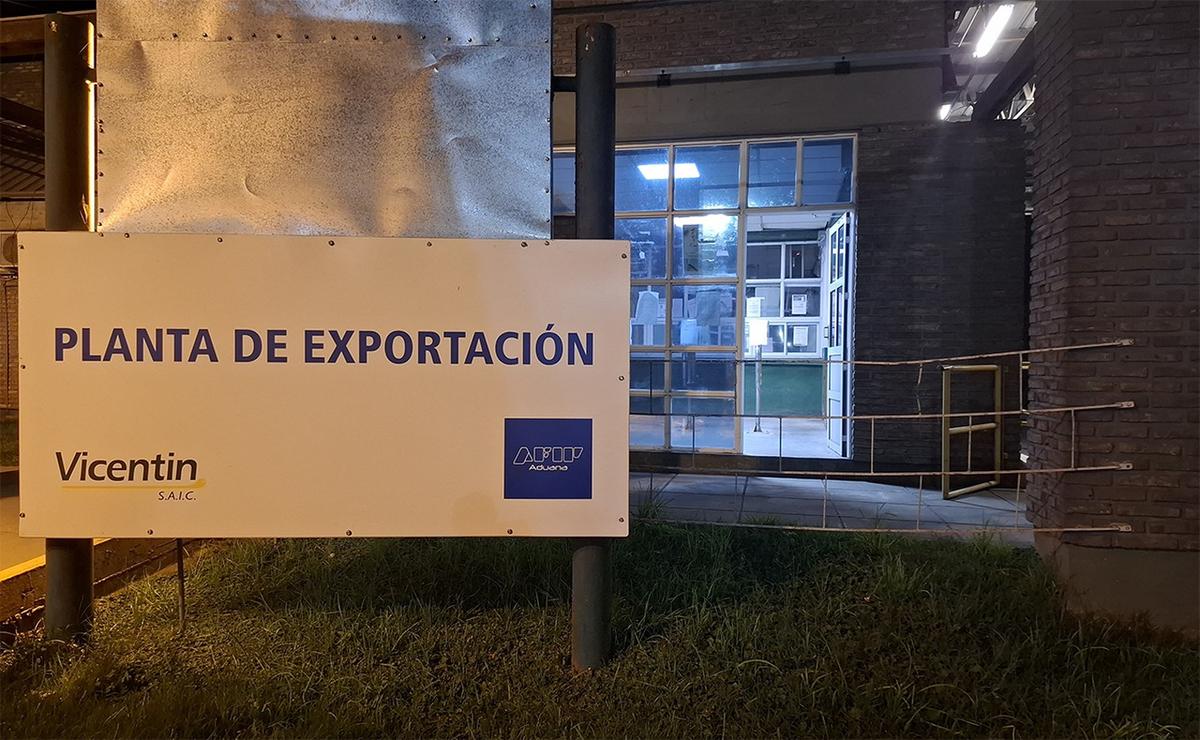 PLANTA DE EXPORTACIÓN
Vicentin
S.A.I.C.
AFIP
Aduana